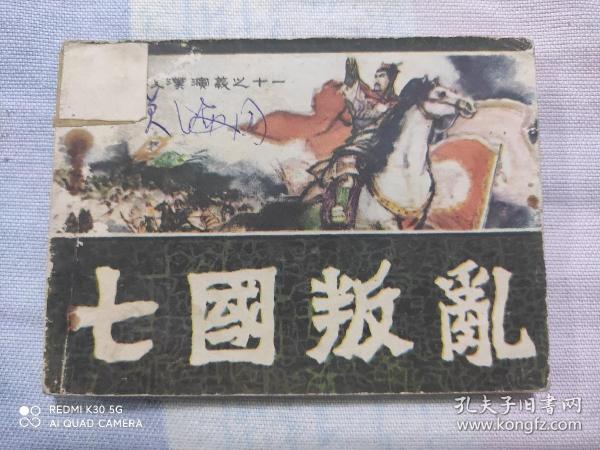 漢演義之十一
七國叛亂
REDMI K30 5G
AI QUAD CAMERA
孔夫子旧书网
www.kongfz.com